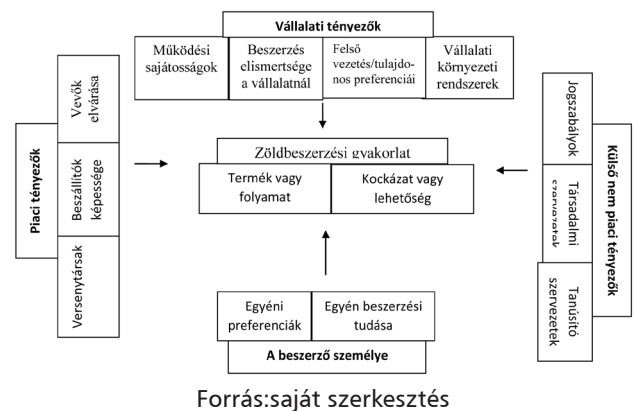 Vállalati tényezők
Működési
sajátosságok
Beszerzés
elismertsége
a vállalatnál
Felső
vezetés/tulajdo-
nos preferenciái
Vállalati
környezeti
rendszerek
Piaci tényezők
Vevők
elvárása
Beszállítók
képessége
Versenytársak
Zöldbeszerzési gyakorlat
Termék vagy
folyamat
Kockázat vagy
lehetőség
Jogszabályok
Társadalmi
szervezetek
Tanúsító
szervezetek
Külső nem piaci tényezők
Egyéni
preferenciák
Egyén beszerzési
tudása
A beszerző személye
Forrás:saját szerkesztés